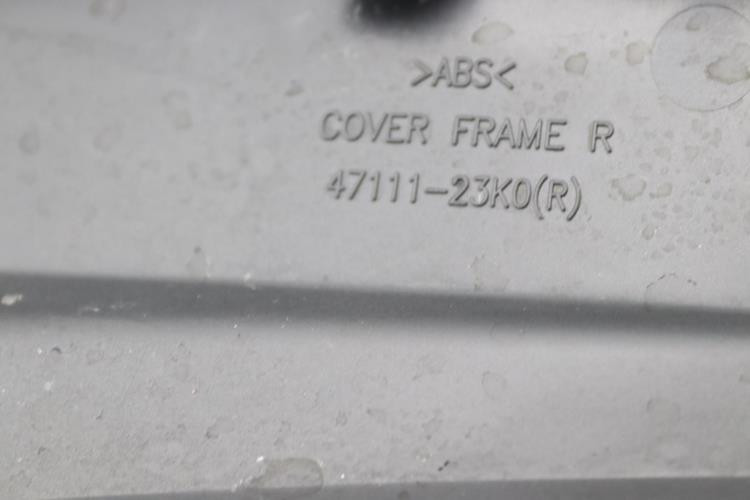 >ABS<
COVER FRAME R
47111-23K0(R)